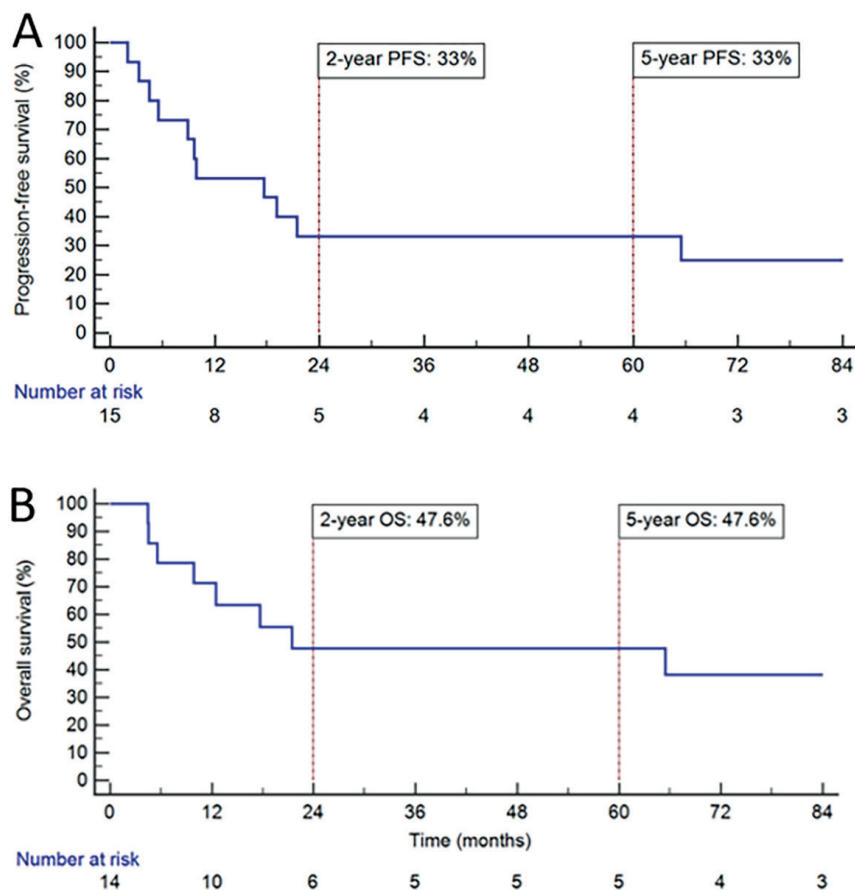 A
Progression-free survival (%)
100
90
80
70
60
50
40
30
20
10
0
2-year PFS: 33%
5-year PFS: 33%
0 12 24 36 48 60 72 84
Number at risk
15 8 5 4 4 4 3 3
B
Overall survival (%)
100
90
80
70
60
50
40
30
20
10
0
2-year OS: 47.6%
5-year OS: 47.6%
0 12 24 36 48 60 72 84
Time (months)
Number at risk
14 10 6 5 5 5 4 3